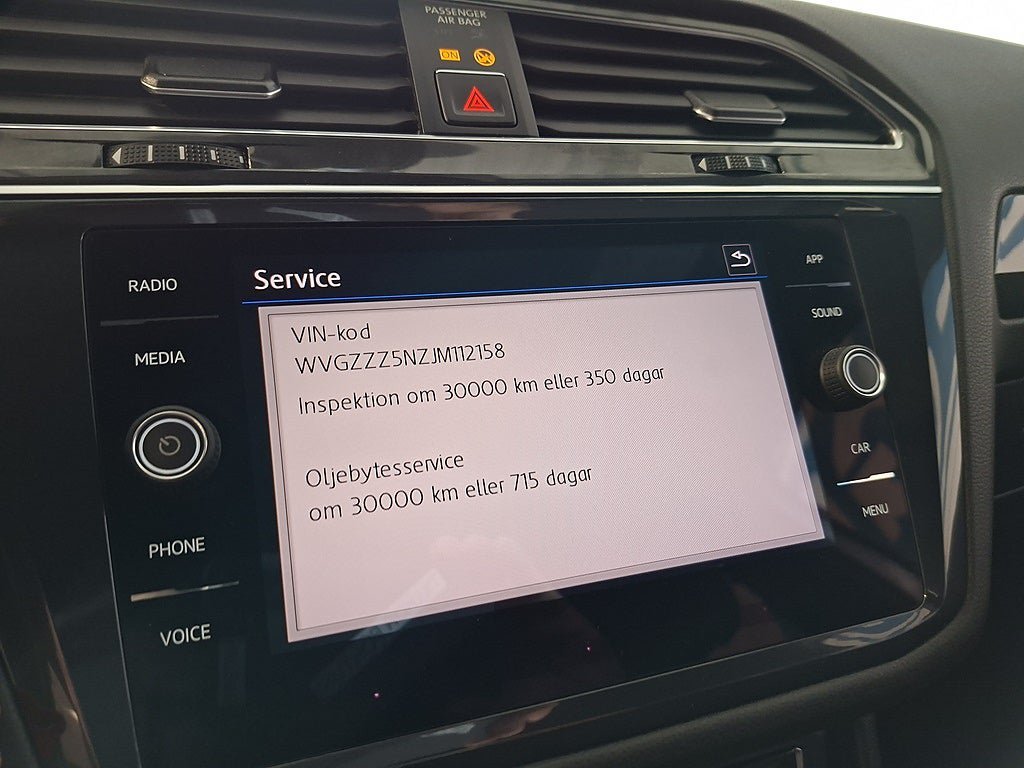 PASSENGER
AIR BAG
ON
RADIO
MEDIA
PHONE
VOICE
Service
VIN-kod
WVGZZZ5NZJM112158
Inspektion om 30000 km eller 350 dagar
Oljebytesservice
om 30000 km eller 715 dagar
APP
SOUND
CAR
MENU